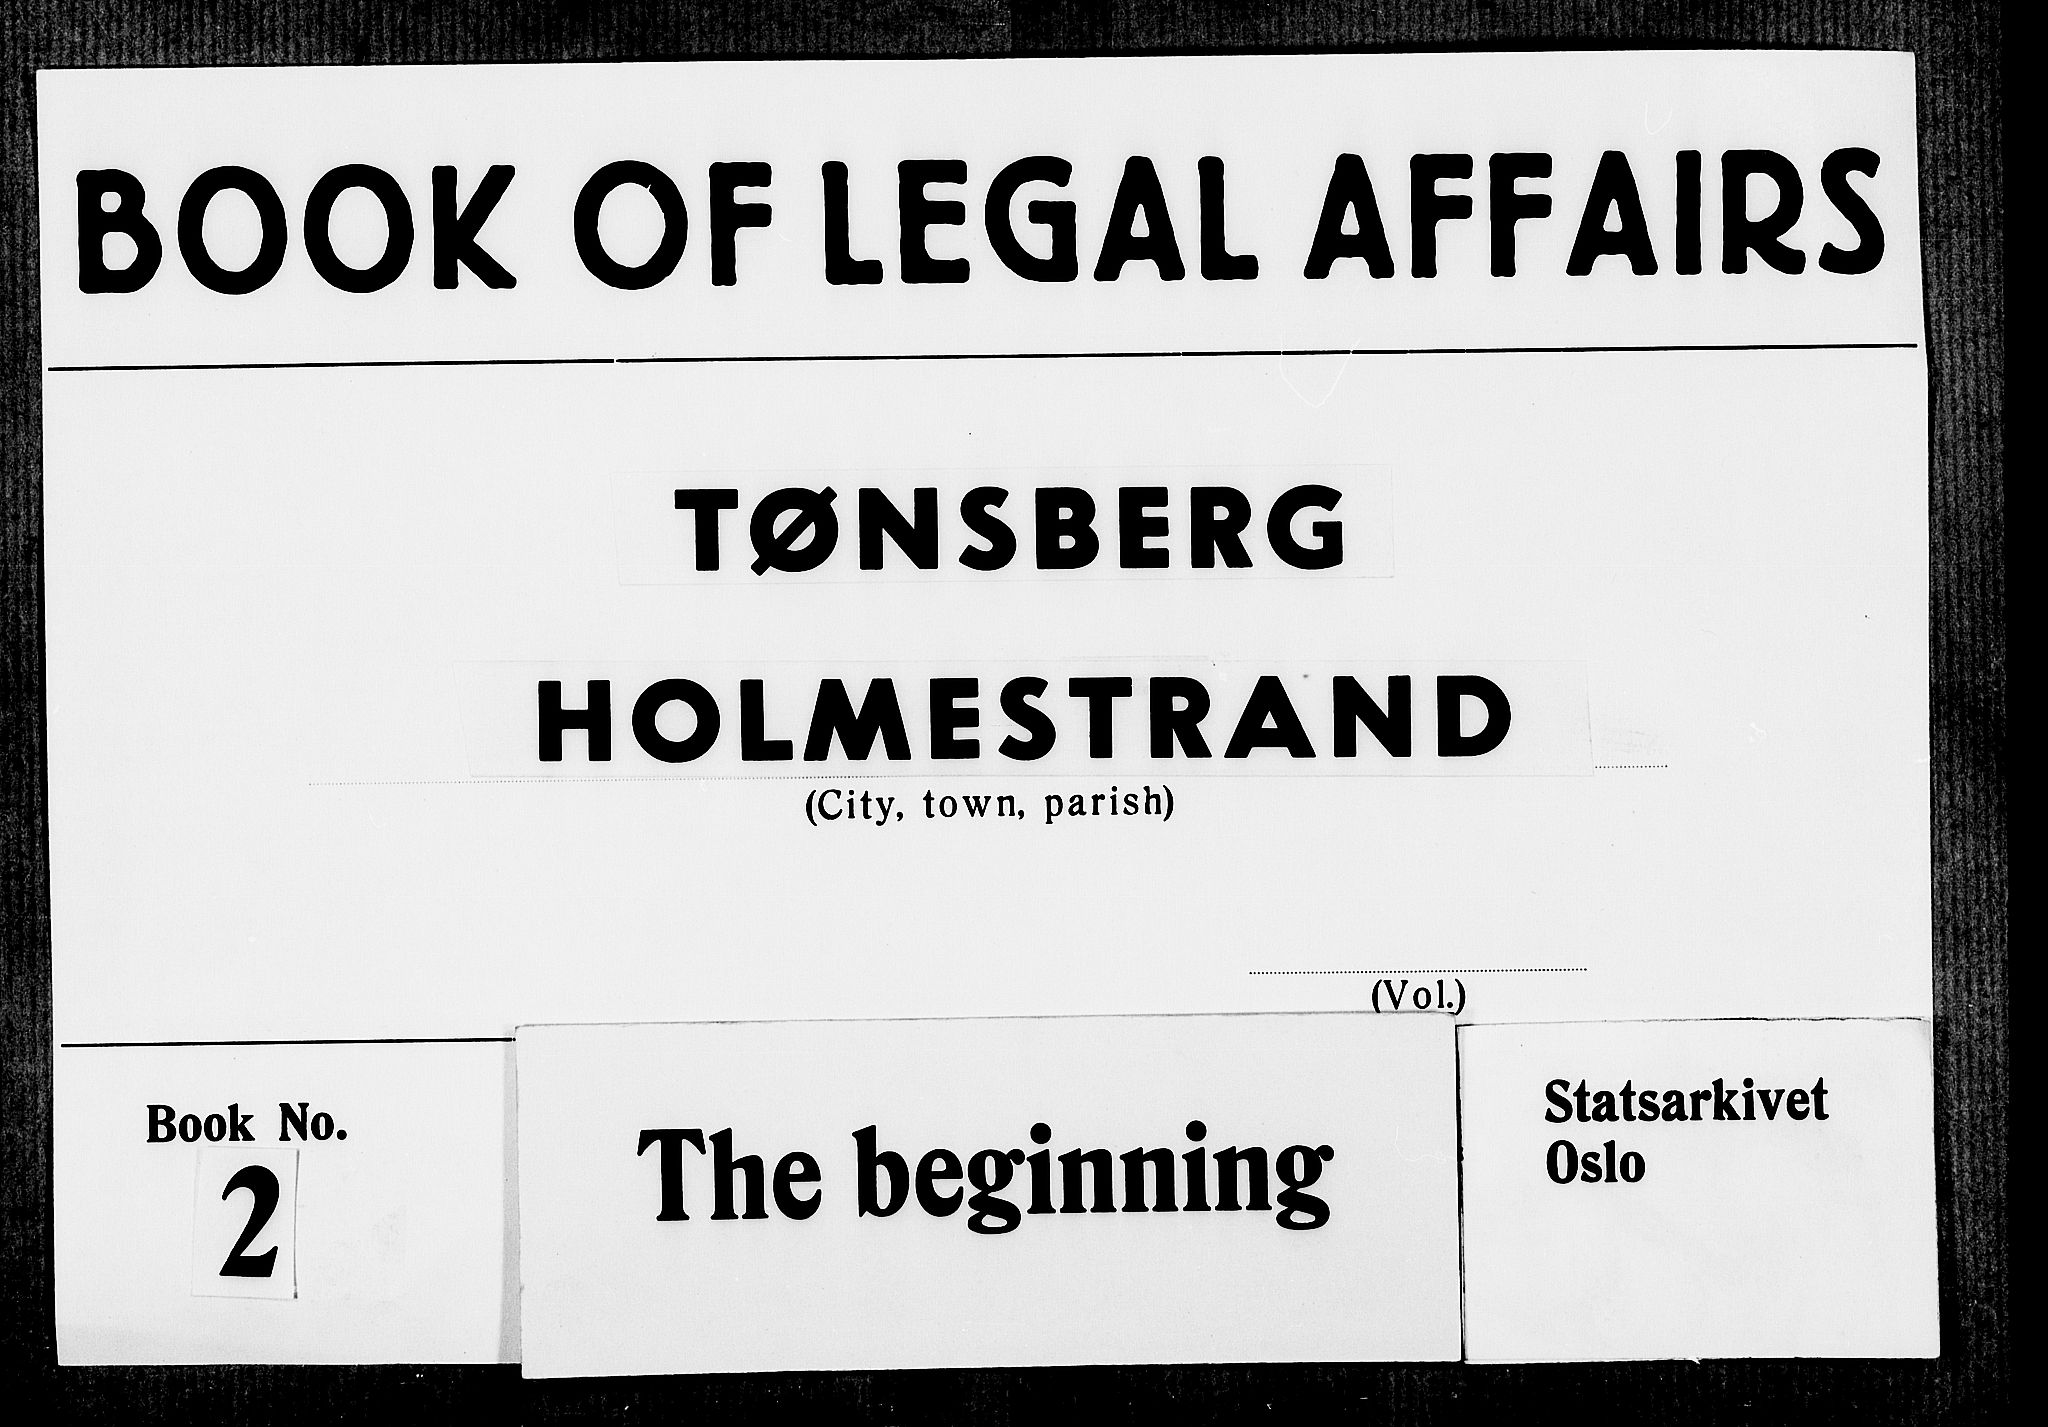 BOOK OF LEGAL AFFAIRS
TØNSBERG
HOLMESTRAND
(City, town, parish)
(Vol.)
Book No.
2
The beginning
Statsarkivet
Oslo